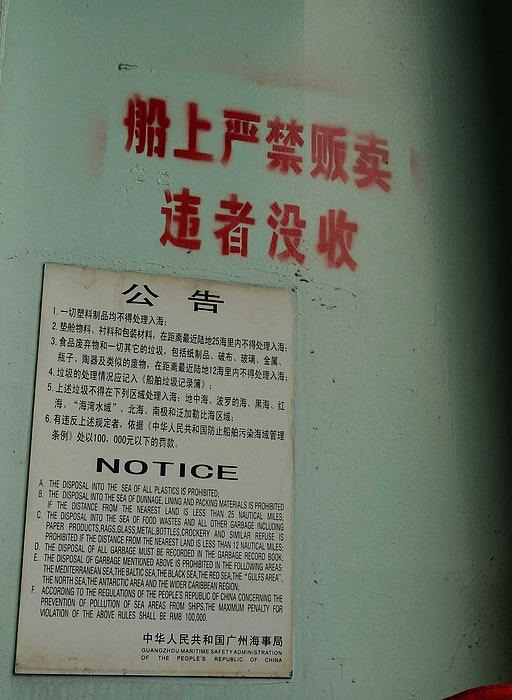 船上严禁贩卖
违者没收
公告
1. 一切塑料制品均不得处理入海;
2. 垫舱物料、衬料和包装材料, 在距离最近陆地25海里内不得处理入海;
3. 食品废弃物和一切其它的垃圾, 包括纸制品、破布、玻璃、金属、
瓶子、陶器及类似的废物, 在距离最近陆地12海里内不得处理入海;
4. 垃圾的处理情况应记入《船舶垃圾记录簿》;
5. 上述垃圾不得在下列区域处理入海: 地中海、波罗的海、黑海、红
海、“海湾水域”、北海、南极和泛加勒比海区域;
6. 有违反上述规定者, 依据《中华人民共和国防止船舶污染海域管理
条例》处以100, 000元以下的罚款。
NOTICE
A. THE DISPOSAL INTO THE SEA OF ALL PLASTICS IS PROHIBITED;
B. THE DISPOSAL INTO THE SEA OF DUNNAGE, LINING AND PACKING MATERIALS IS PROHIBITED
IF THE DISTANCE FROM THE NEAREST LAND IS LESS THAN 25 NAUTICAL MILES;
C. THE DISPOSAL INTO THE SEA OF FOOD WASTES AND ALL OTHER GARBAGE INCLUDING
PAPER PRODUCTS,RAGS,GLASS,METAL,BOTTLES,CROCKERY AND SIMILAR REFUSE IS
PROHIBITED IF THE DISTANCE FROM THE NEAREST LAND IS LESS THAN 12 NAUTICAL MILES;
D. THE DISPOSAL OF ALL GARBAGE MUST BE RECORDED IN THE GARBAGE RECORD BOOK.
E. THE DISPOSAL OF GARBAGE MENTIONED ABOVE IS PROHIBITED IN THE FOLLOWING AREAS:
THE MEDITERRANEAN SEA,THE BALTIC SEA,THE BLACK SEA,THE RED SEA,THE "GULFS AREA",
THE NORTH SEA,THE ANTARCTIC AREA AND THE WIDER CARIBBEAN REGION;
F. ACCORDING TO THE REGULATIONS OF THE PEOPLE'S REPUBLIC OF CHINA CONCERNING THE
PREVENTION OF POLLUTION OF SEA AREAS FROM SHIPS,THE MAXIMUM PENALTY FOR
VIOLATION OF THE ABOVE RULES SHALL BE RMB 100,000.
中华人民共和国广州海事局
GUANGZHOU MARITIME SAFETY ADMINISTRATION
OF THE PEOPLE'S REPUBLIC OF CHINA